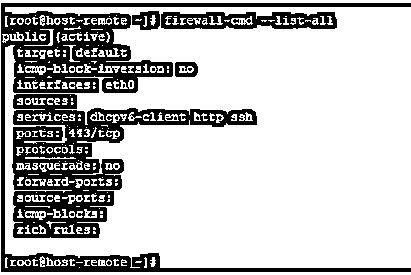 [root@host-remote ~]# firewall-cmd --list-all
public (active)
target: default
icmp-block-inversion: no
interfaces: eth0
sources:
services: dhcpv6-client http ssh
ports: 443/tcp
protocols:
masquerade: no
forward-ports:
source-ports:
icmp-blocks:
rich rules:
[root@host-remote ~]#